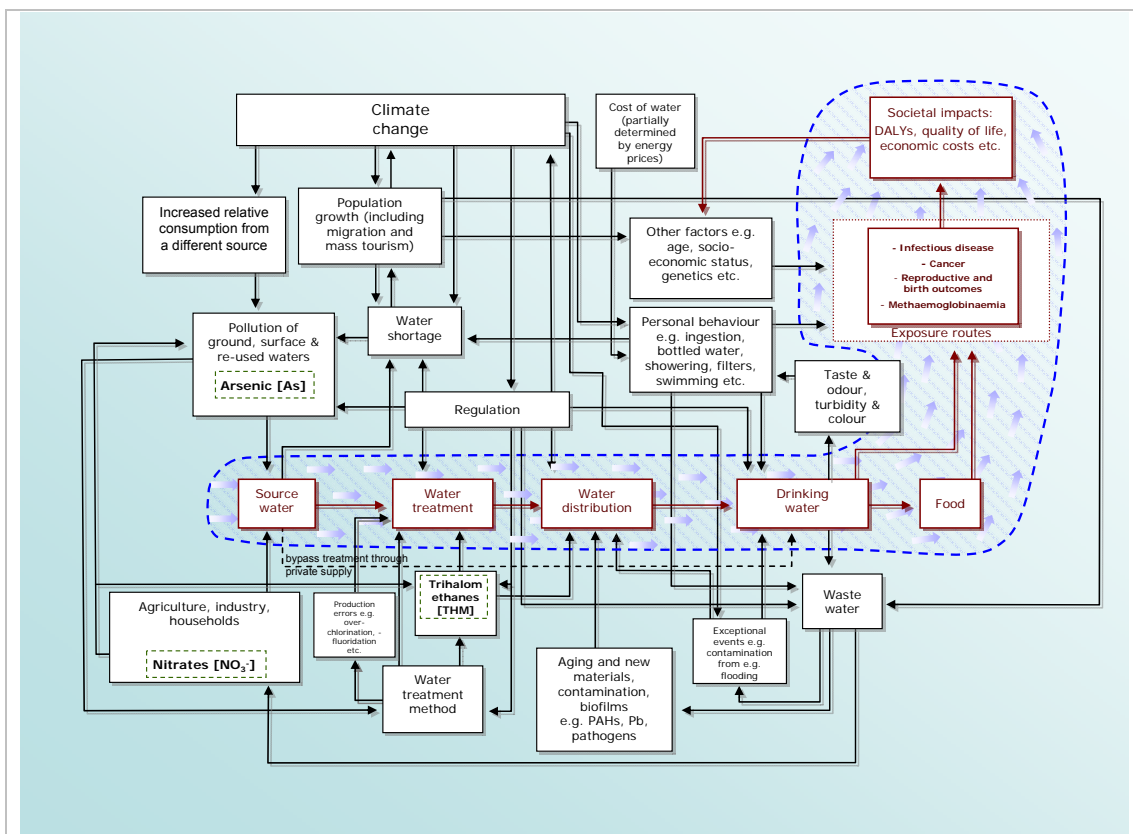 Climate
change
Cost of water
(partially
determined
by energy
prices)
Societal impacts:
DALYs, quality of life,
economic costs etc.
Increased relative
consumption from
a different source
Population
growth (including
migration and
mass tourism)
Other factors e.g.
age, socio-
economic status,
genetics etc.
- Infectious disease
- Cancer
- Reproductive and
birth outcomes
- Methaemoglobinaemia
Exposure routes
Pollution of
ground, surface &
re-used waters
Arsenic [As]
Water
shortage
Personal behaviour
e.g. ingestion,
bottled water,
showering, filters,
swimming etc.
Taste &
odour,
turbidity &
colour
Regulation
Source
water
Water
treatment
Water
distribution
Drinking
water
Food
bypass treatment through
private supply
Agriculture, industry,
households
Nitrates [NO₃⁻]
Production
errors e.g.
over-
chlorination, -
fluoridation
etc.
Trihalom
ethanes
[THM]
Water
treatment
method
Aging and new
materials,
contamination,
biofilms
e.g. PAHs, Pb,
pathogens
Exceptional
events e.g.
contamination
from e.g.
flooding
Waste
water